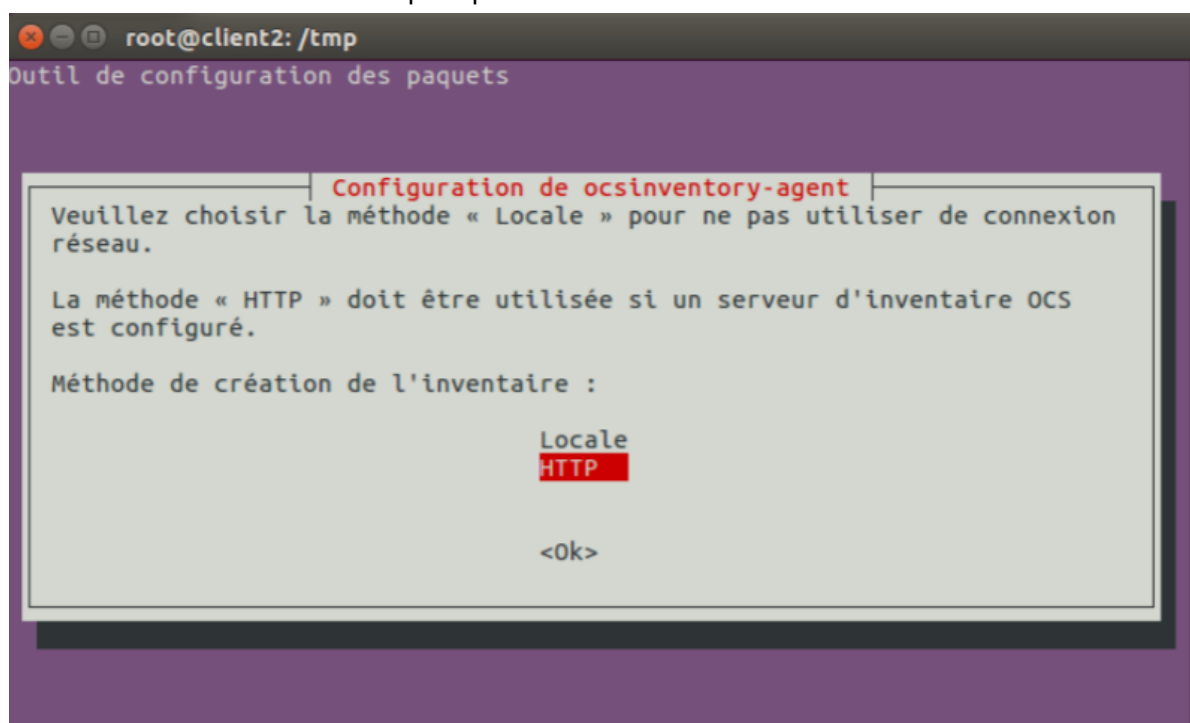 root@client2: /tmp
Outil de configuration des paquets
Configuration de ocsinventory-agent
Veuillez choisir la méthode « Locale » pour ne pas utiliser de connexion
réseau.
La méthode « HTTP » doit être utilisée si un serveur d'inventaire OCS
est configuré.
Méthode de création de l'inventaire :
Locale
HTTP
<Ok>